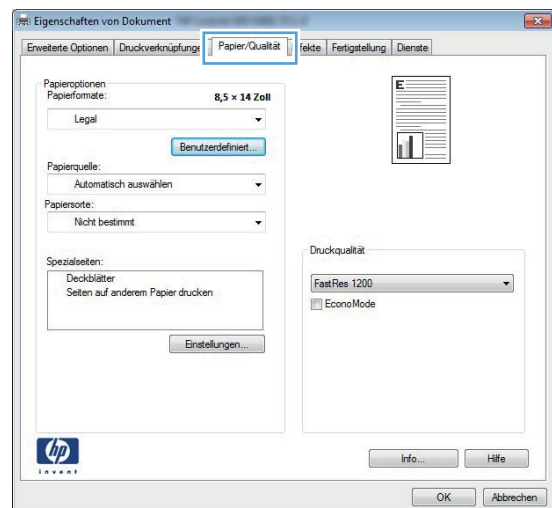 Eigenschaften von Dokument
Erweiterte Optionen Druckverknüpfunge Papier/Qualität fekte Fertigstellung Dienste
Papieroptionen
Papierformate: 8,5 × 14 Zoll
Legal
Benutzerdefiniert...
Papierquelle:
Automatisch auswählen
Papiersorte:
Nicht bestimmt
Spezialseiten:
Deckblätter
Seiten auf anderem Papier drucken
Einstellungen...
E
Druckqualität
FastRes 1200
EconoMode
hp
invent
Info... Hilfe
OK Abbrechen